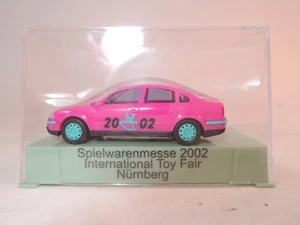 20 02
Spielwarenmesse 2002
International Toy Fair
Nürnberg